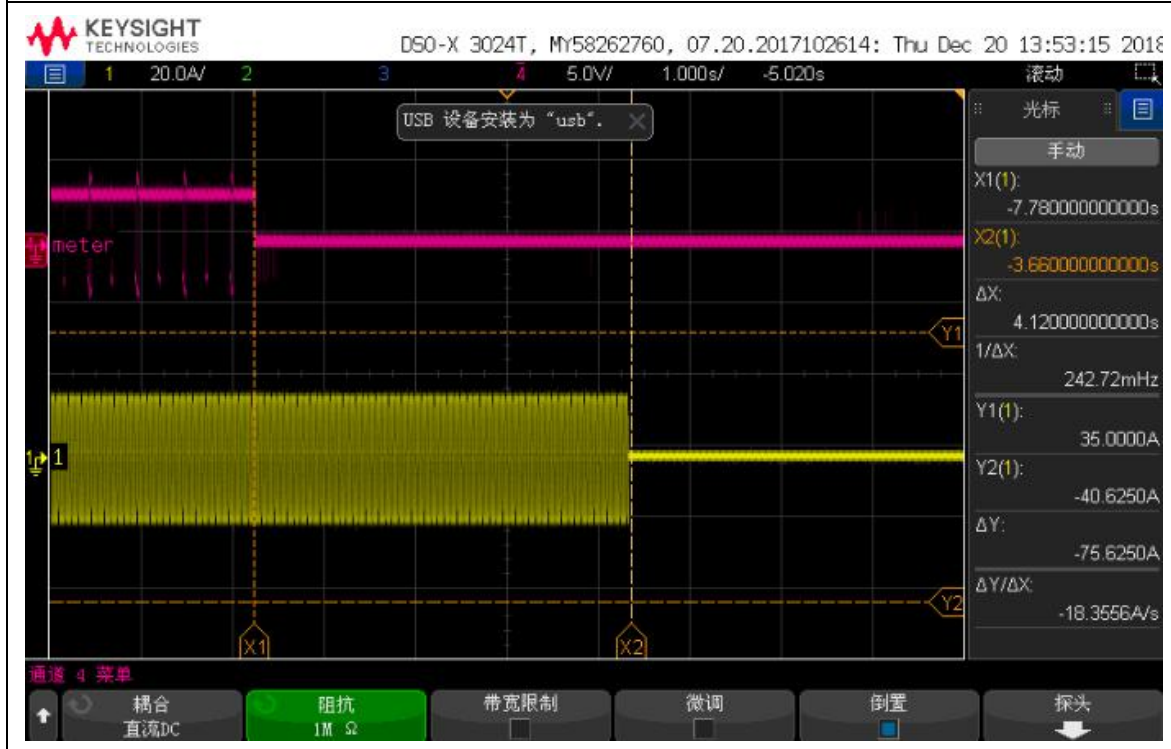 KEYSIGHT
TECHNOLOGIES
DSO-X 3024T, MY58262760, 07.20.2017102614: Thu Dec 20 13:53:15 2018
1 20.0A/ 2 3 4 5.0V/ 1.000s/ -5.020s 滚动
USB 设备安装为 "usb".
光标
手动
X1(1):
-7.780000000000s
X2(1):
-3.660000000000s
ΔX:
4.120000000000s
1/ΔX:
242.72mHz
Y1(1):
35.0000A
Y2(1):
-40.6250A
ΔY:
-75.6250A
ΔY/ΔX:
-18.3556A/s
meter
Y1
1 1
Y2
X1 X2
通道 4 菜单
耦合 阻抗 带宽限制 微调 倒置 探头
直流DC 1M Ω